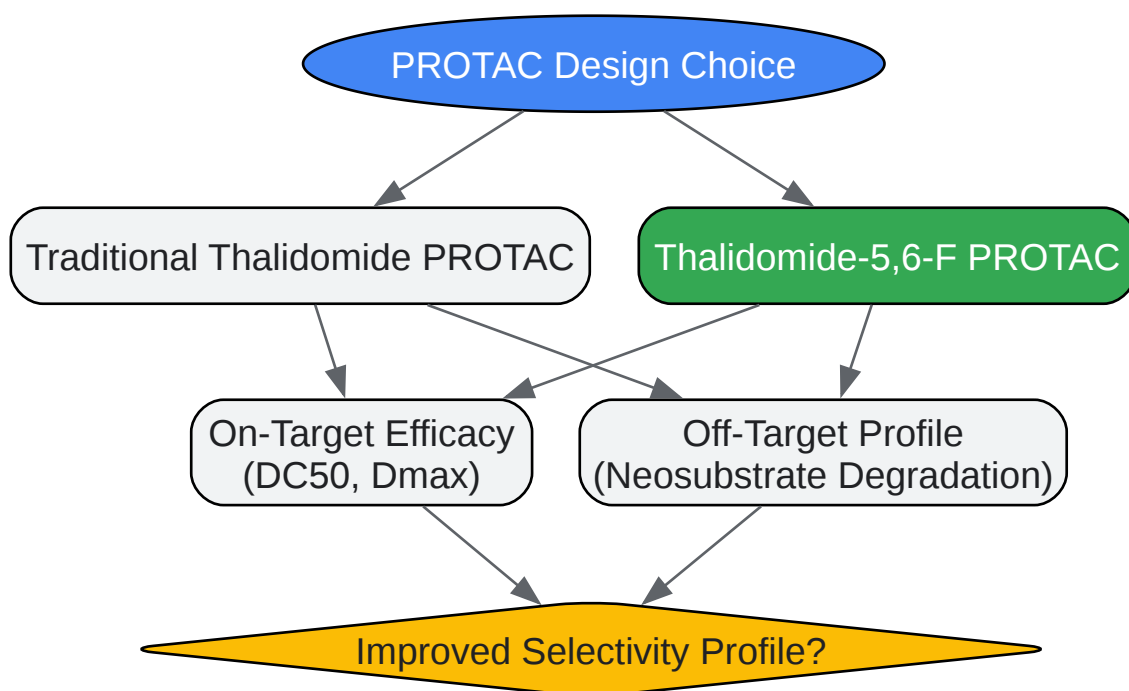 PROTAC Design Choice
Traditional Thalidomide PROTAC
Thalidomide-5,6-F PROTAC
On-Target Efficacy
(DC50, Dmax)
Off-Target Profile
(Neosubstrate Degradation)
Improved Selectivity Profile?